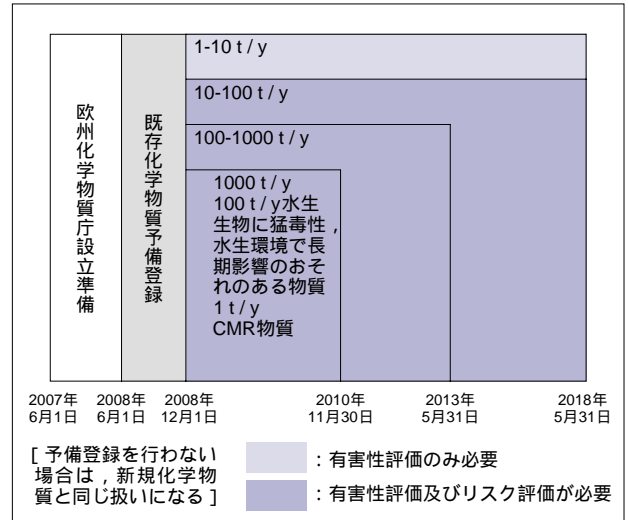 1-10 t / y
10-100 t / y
100-1000 t / y
1000 t / y
100 t / y水生
生物に猛毒性，
水生環境で長
期影響のおそ
れのある物質
1 t / y
CMR物質
欧州化学物質庁設立準備
既存化学物質予備登録
2007年
6月1日
2008年
6月1日
2008年
12月1日
2010年
11月30日
2013年
5月31日
2018年
5月31日
[ 予備登録を行わない
場合は，新規化学物
質と同じ扱いになる ]
：有害性評価のみ必要
：有害性評価及びリスク評価が必要